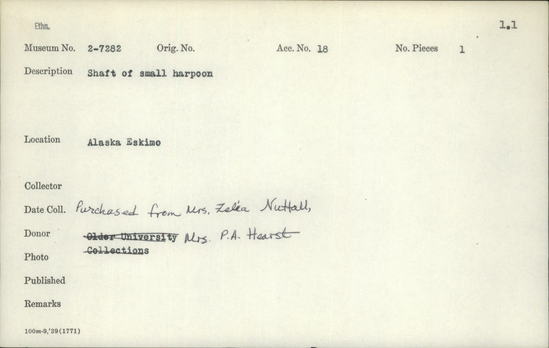 Ethn. 1.1
Museum No. 2-7282 Orig. No. Acc. No. 18 No. Pieces 1
Description Shaft of small harpoon
Location Alaska Eskimo
Collector
Date Coll. Purchased from Mrs. Zelia Nuttall,
Donor Older University Mrs. P.A. Hearst
Photo Collections
Published
Remarks
100m-9,'39(1771)